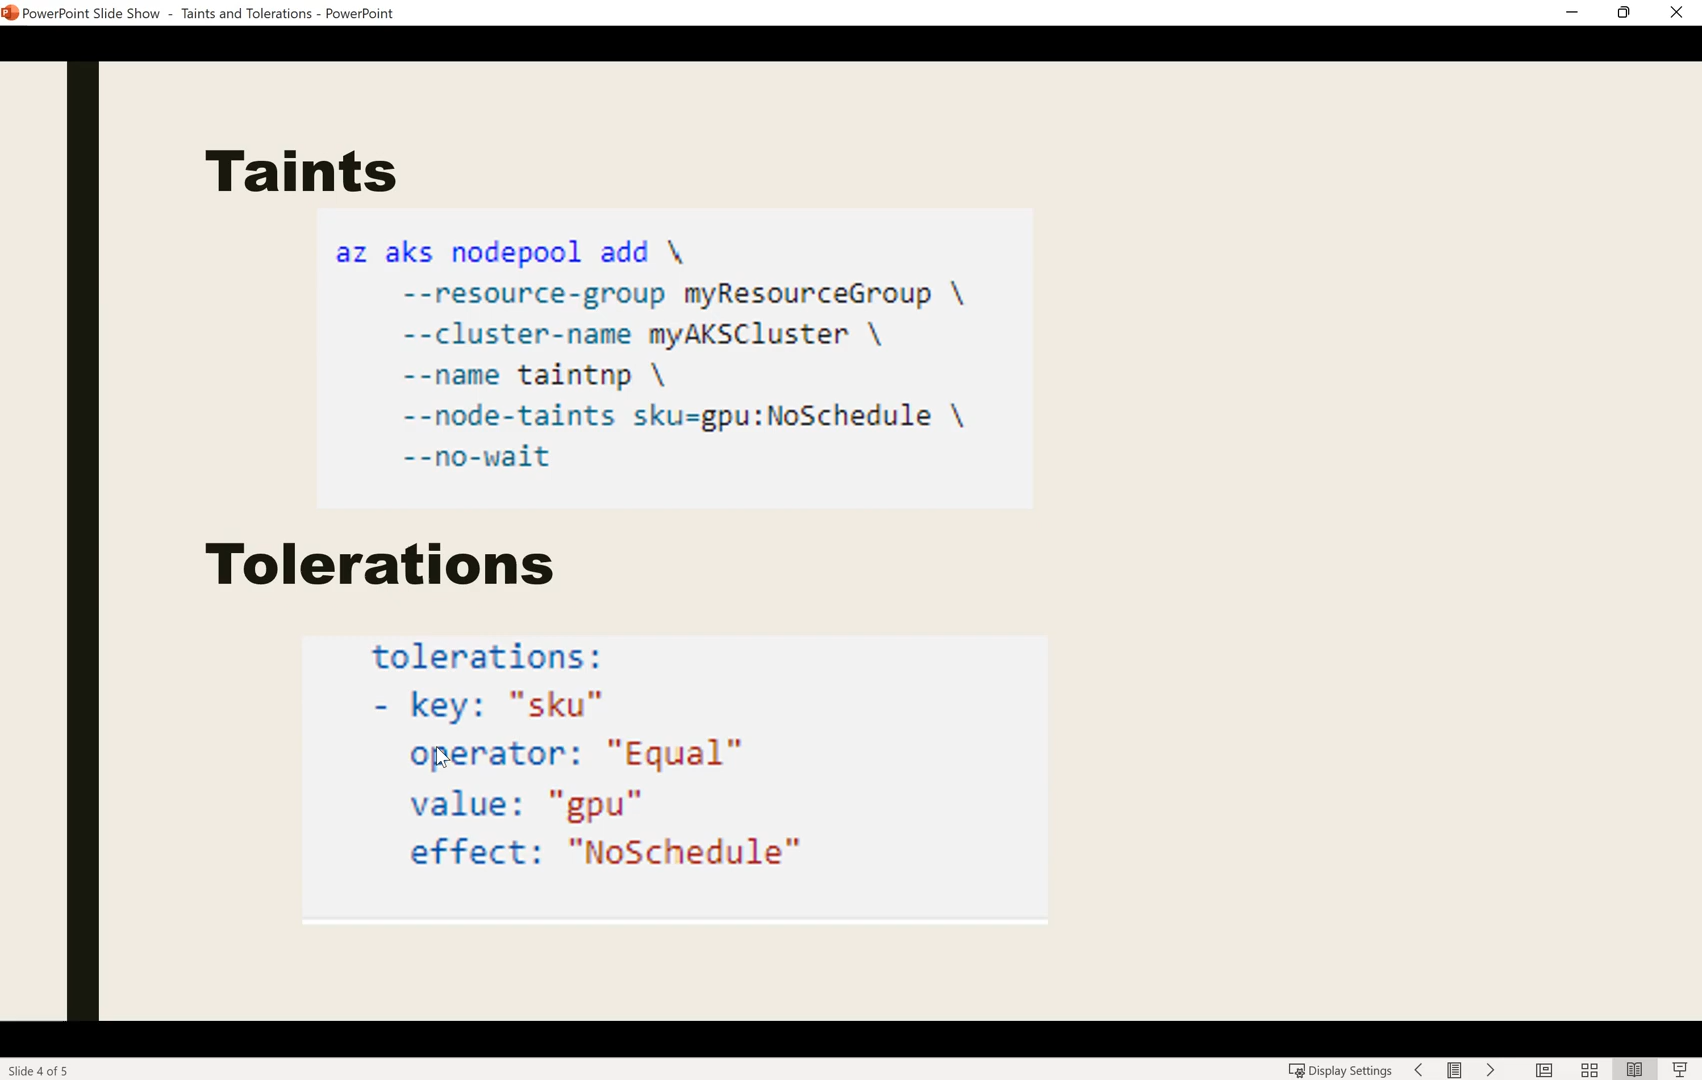 PowerPoint Slide Show - Taints and Tolerations - PowerPoint
Taints
az aks nodepool add \
--resource-group myResourceGroup \
--cluster-name myAKSCluster \
--name taintnp \
--node-taints sku=gpu:NoSchedule \
--no-wait
Tolerations
tolerations:
- key: "sku"
operator: "Equal"
value: "gpu"
effect: "NoSchedule"
Slide 4 of 5
Display Settings